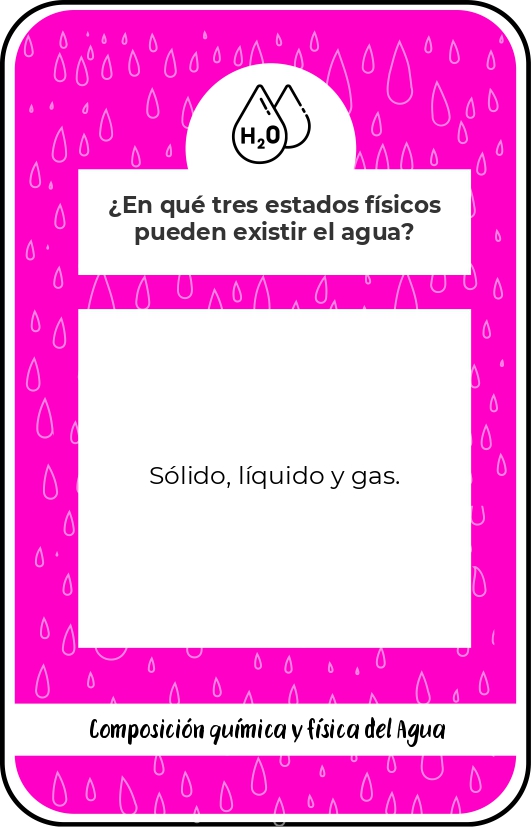 H₂O
¿En qué tres estados físicos
pueden existir el agua?
Sólido, líquido y gas.
Composición química y física del Agua